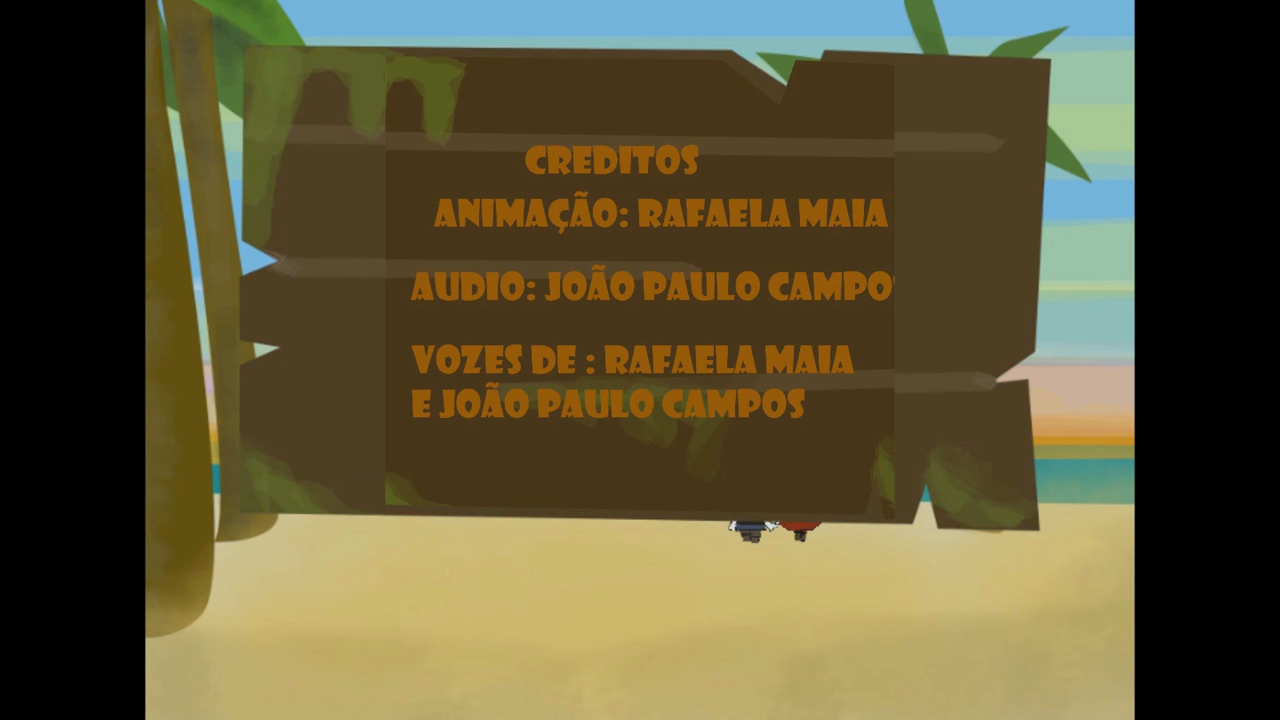 CREDITOS
ANIMAÇÃO: RAFAELA MAIA
AUDIO: JOÃO PAULO CAMPO
VOZES DE : RAFAELA MAIA
E JOÃO PAULO CAMPOS